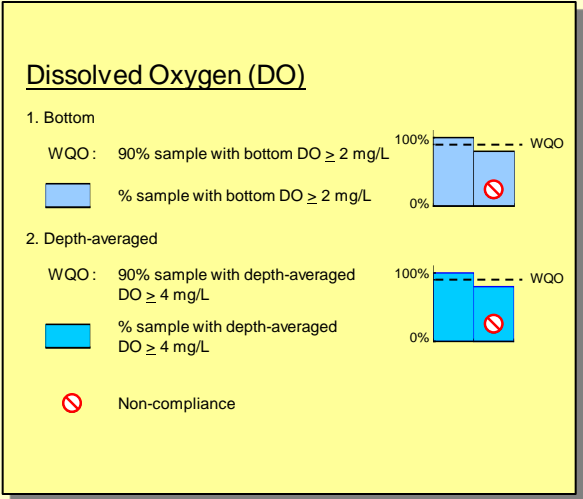 Dissolved Oxygen (DO)
1. Bottom
WQO : 90% sample with bottom DO ≥ 2 mg/L
% sample with bottom DO ≥ 2 mg/L
100%
WQO
0%
2. Depth-averaged
WQO : 90% sample with depth-averaged
DO ≥ 4 mg/L
% sample with depth-averaged
DO ≥ 4 mg/L
100%
WQO
0%
Non-compliance